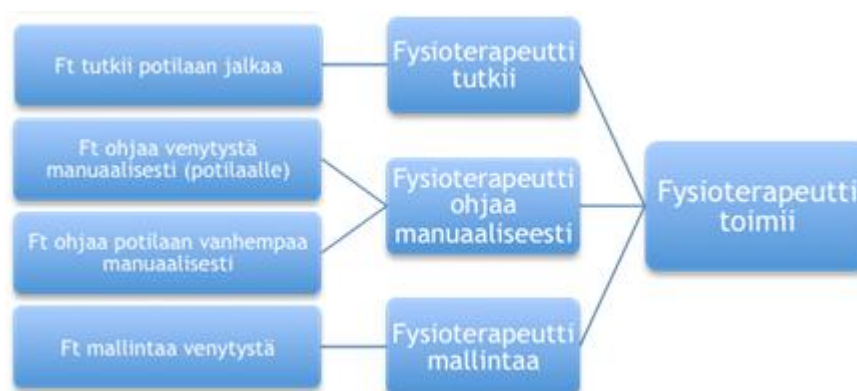 Ft tutkii potilaan jalkaa
Fysioterapeutti
tutkii
Ft ohjaa venytystä
manuaalisesti (potilaalle)
Ft ohjaa potilaan vanhempaa
manuaalisesti
Fysioterapeutti
ohjaa
manuaaliseesti
Ft mallintaa venytystä
Fysioterapeutti
mallintaa
Fysioterapeutti
toimii